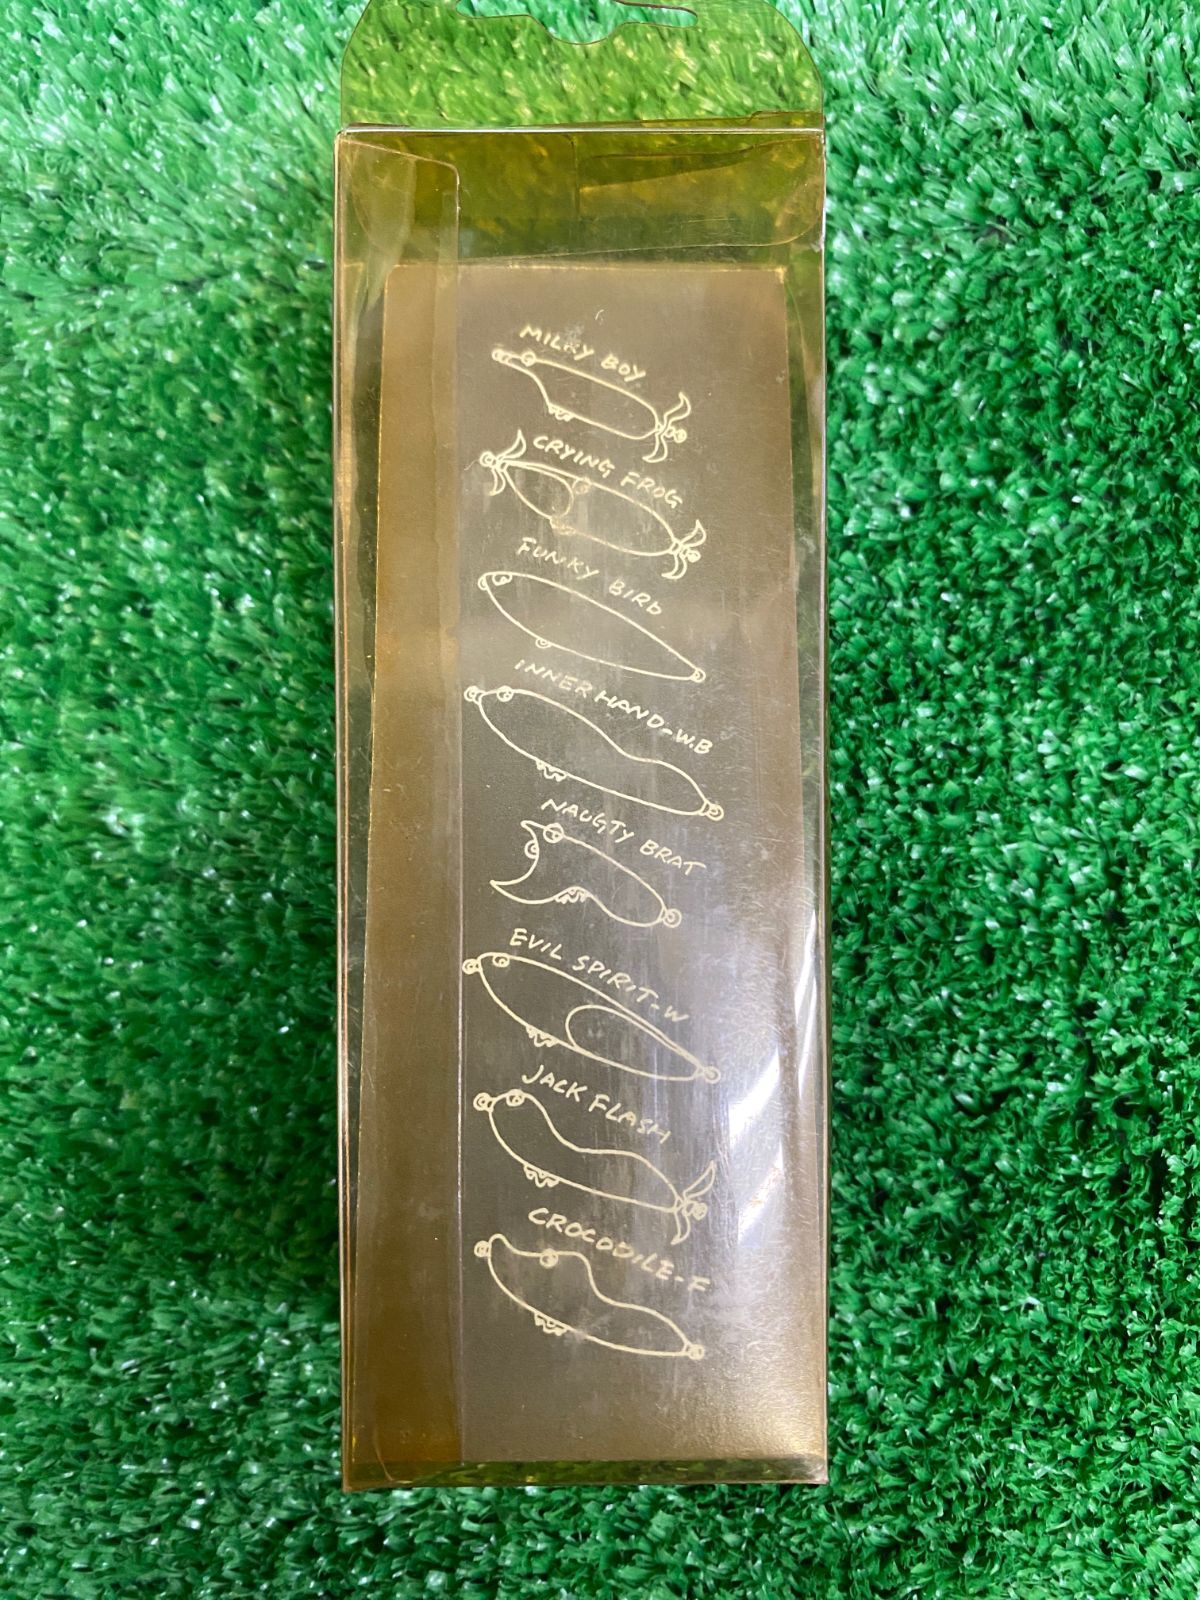 MILKY BOY
CRYING FROG
FUNKY BIRD
INNER HAND-W.B
NAUGTY BRAT
EVIL SPIRIT-W
JACK FLASH
CROCODILE-F